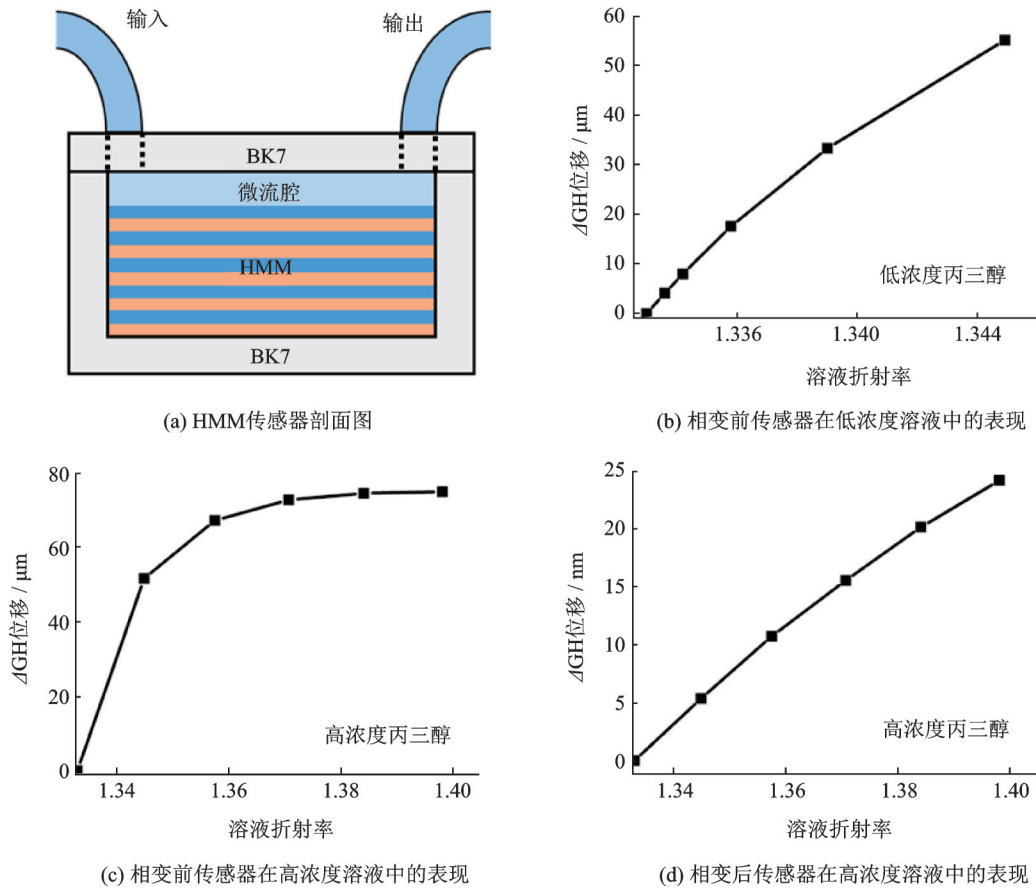 输入
输出
BK7
微流腔
HMM
BK7
(a) HMM传感器剖面图
60
50
40
30
20
10
0
ΔGH位移 / μm
低浓度丙三醇
1.336
1.340
1.344
溶液折射率
(b) 相变前传感器在低浓度溶液中的表现
80
60
40
20
0
ΔGH位移 / μm
高浓度丙三醇
1.34
1.36
1.38
1.40
溶液折射率
(c) 相变前传感器在高浓度溶液中的表现
25
20
15
10
5
0
ΔGH位移 / nm
高浓度丙三醇
1.34
1.36
1.38
1.40
溶液折射率
(d) 相变后传感器在高浓度溶液中的表现